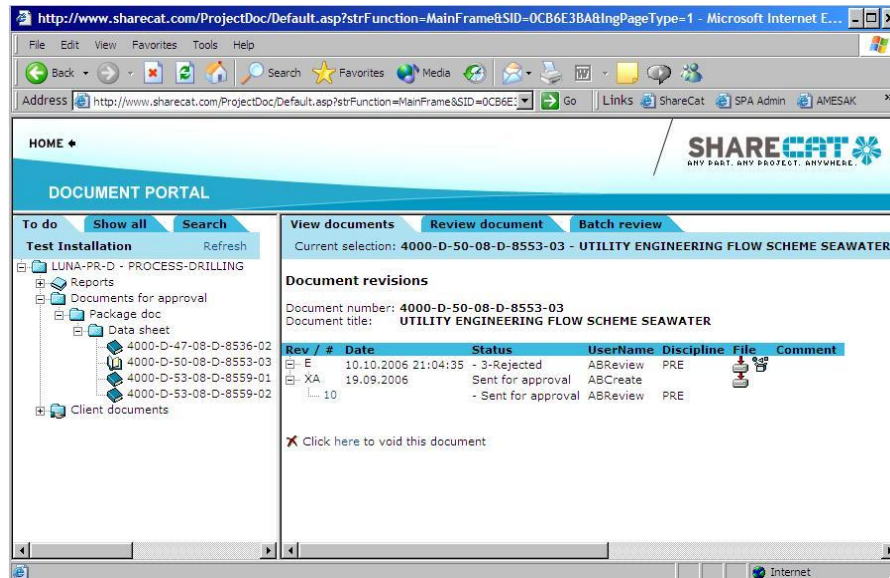 http://www.sharecat.com/ProjectDoc/Default.asp?strFunction=MainFrame&SID=0CB6E3BA&lngPageType=1 - Microsoft Internet E...
File Edit View Favorites Tools Help
Back Search Favorites Media
Address http://www.sharecat.com/ProjectDoc/Default.asp?strFunction=MainFrame&SID=0CB6E: Go Links ShareCat SPA Admin AMESAK »
HOME
SHARECAT
ANY PART. ANY PROJECT. ANYWHERE.
DOCUMENT PORTAL
To do Show all Search
Test Installation Refresh
LUNA-PR-D - PROCESS-DRILLING
Reports
Documents for approval
Package doc
Data sheet
4000-D-47-08-D-8536-02
4000-D-50-08-D-8553-03
4000-D-53-08-D-8559-01
4000-D-53-08-D-8559-02
Client documents
View documents Review document Batch review
Current selection: 4000-D-50-08-D-8553-03 - UTILITY ENGINEERING FLOW SCHEME SEAWATER
Document revisions
Document number: 4000-D-50-08-D-8553-03
Document title: UTILITY ENGINEERING FLOW SCHEME SEAWATER
Rev / # Date Status UserName Discipline File Comment
E 10.10.2006 21:04:35 - 3-Rejected ABReview PRE
XA 19.09.2006 Sent for approval ABCreate
10 - Sent for approval ABReview PRE
Click here to void this document
Internet